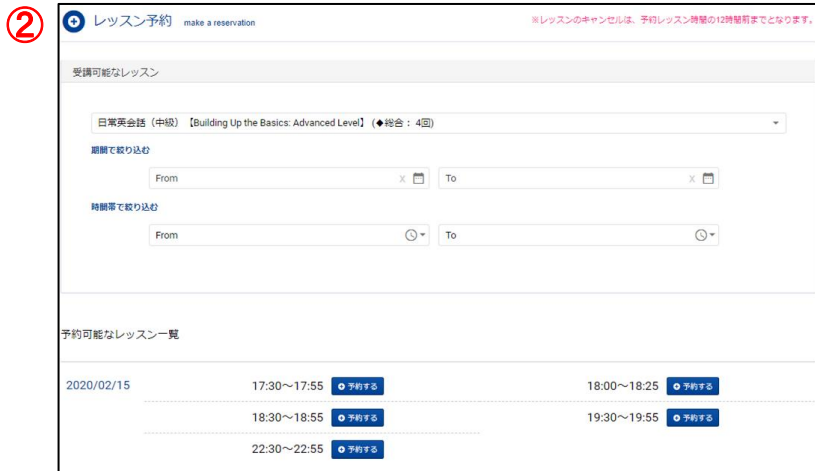 ②
レッスン予約 make a reservation
※レッスンのキャンセルは、予約レッスン時間の12時間前までとなります。
受講可能なレッスン
日常英会話（中級）【Building Up the Basics: Advanced Level】(◆総合： 4回)
期間で絞り込む
From x To x
時間帯で絞り込む
From To
予約可能なレッスン一覧
2020/02/15 17:30～17:55 予約する 18:00～18:25 予約する
18:30～18:55 予約する 19:30～19:55 予約する
22:30～22:55 予約する